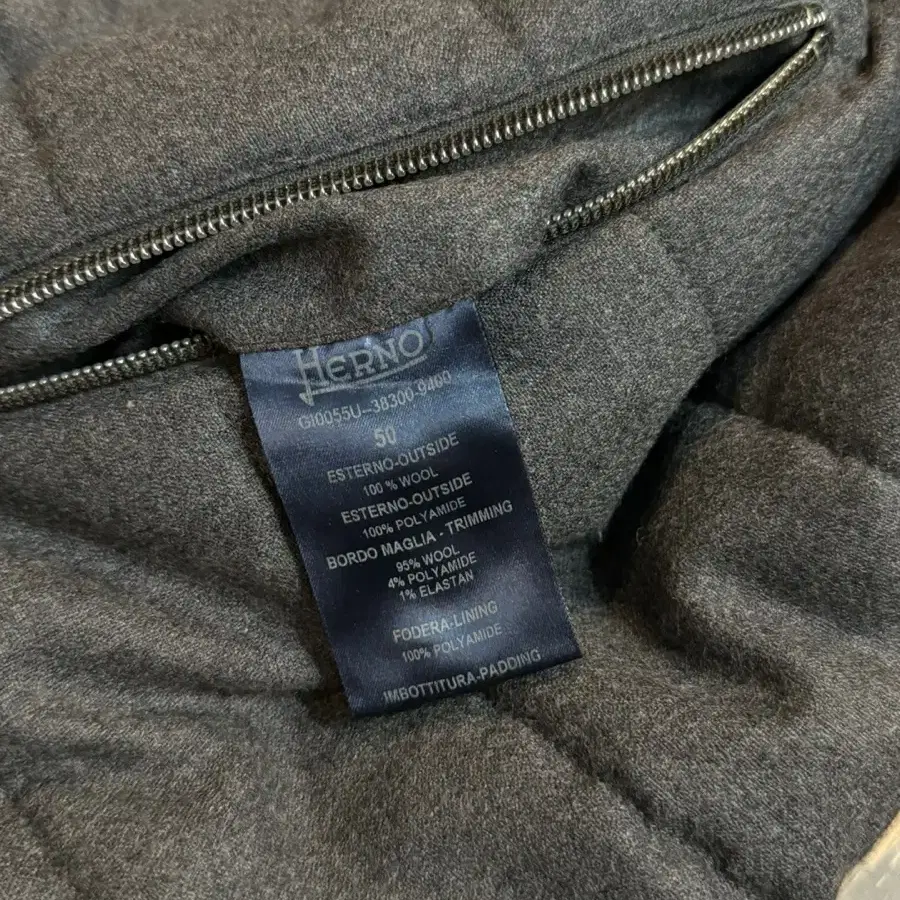 HERNO
GI0055U-38300-9400
50
ESTERNO-OUTSIDE
100 % WOOL
ESTERNO-OUTSIDE
100% POLYAMIDE
BORDO MAGLIA - TRIMMING
95% WOOL
4% POLYAMIDE
1% ELASTAN
FODERA-LINING
100% POLYAMIDE
IMBOTTITURA-PADDING